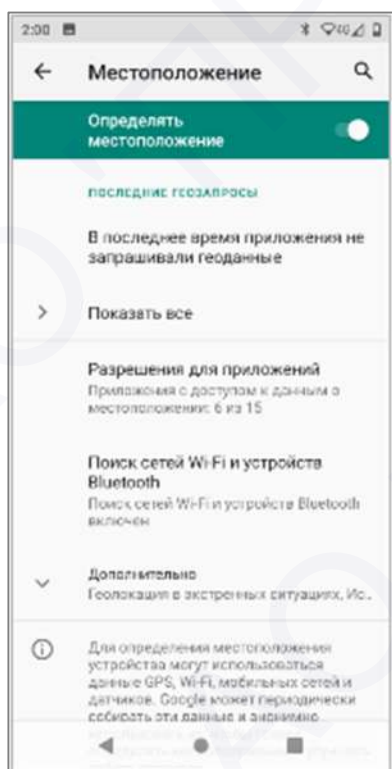 2:00
4G
Местоположение
Определять
местоположение
ПОСЛЕДНИЕ ГЕОЗАПРОСЫ
В последнее время приложения не
запрашивали геоданные
Показать все
Разрешения для приложений
Приложения с доступом к данным о
местоположении: 6 из 15
Поиск сетей Wi-Fi и устройств
Bluetooth
Поиск сетей Wi-Fi и устройств Bluetooth
включен
Дополнительно
Геолокация в экстренных ситуациях, Ис..
Для определения местоположения
устройства могут использоваться
данные GPS, Wi-Fi, мобильных сетей и
датчиков. Google может периодически
собирать эти данные и анонимно